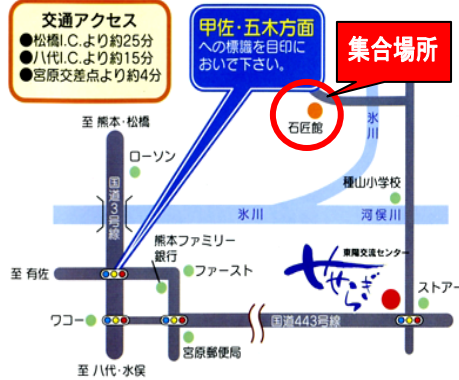 交通アクセス
●松橋I.C.より約25分
●八代I.C.より約15分
●宮原交差点より約4分
甲佐・五木方面
への標識を目印に
おいで下さい。
集合場所
石匠館
至 熊本・松橋
ローソン
氷川
種山小学校
国道3号線
氷川
河俣川
熊本ファミリー
銀行
東陽交流センター
せせらぎ
至 有佐
ファースト
ストアー
ワコー
国道443号線
宮原郵便局
至 八代・水俣